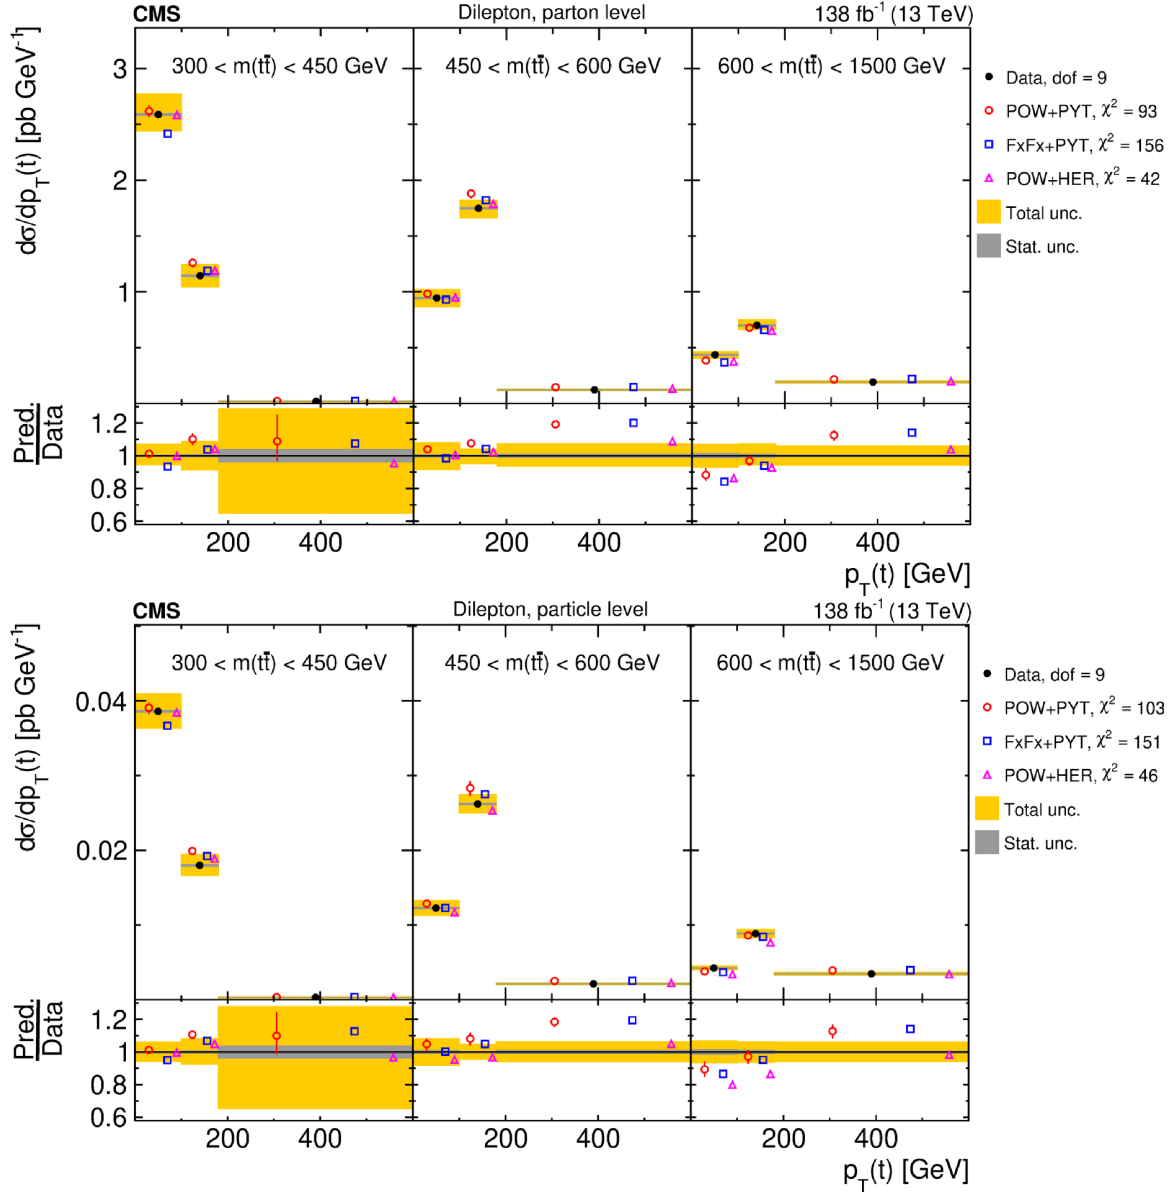 CMS Dilepton, parton level 138 fb⁻¹ (13 TeV)
dσ/dp_T(t) [pb GeV⁻¹]
300 < m(tt̄) < 450 GeV 450 < m(tt̄) < 600 GeV 600 < m(tt̄) < 1500 GeV
3
2
1
Data, dof = 9
POW+PYT, χ² = 93
FxFx+PYT, χ² = 156
POW+HER, χ² = 42
Total unc.
Stat. unc.
Pred.
Data
1.2
1
0.8
0.6
200 400 200 400 200 400
p_T(t) [GeV]
CMS Dilepton, particle level 138 fb⁻¹ (13 TeV)
dσ/dp_T(t) [pb GeV⁻¹]
300 < m(tt̄) < 450 GeV 450 < m(tt̄) < 600 GeV 600 < m(tt̄) < 1500 GeV
0.04
0.02
Data, dof = 9
POW+PYT, χ² = 103
FxFx+PYT, χ² = 151
POW+HER, χ² = 46
Total unc.
Stat. unc.
Pred.
Data
1.2
1
0.8
0.6
200 400 200 400 200 400
p_T(t) [GeV]